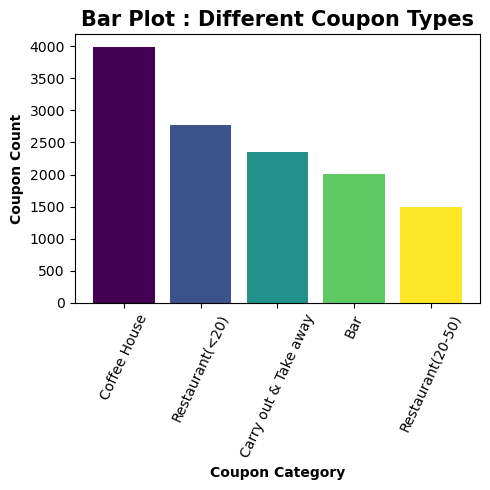 Bar Plot : Different Coupon Types
Coupon Count
4000
3500
3000
2500
2000
1500
1000
500
0
Coffee House
Restaurant(<20)
Carry out & Take away
Bar
Restaurant(20-50)
Coupon Category